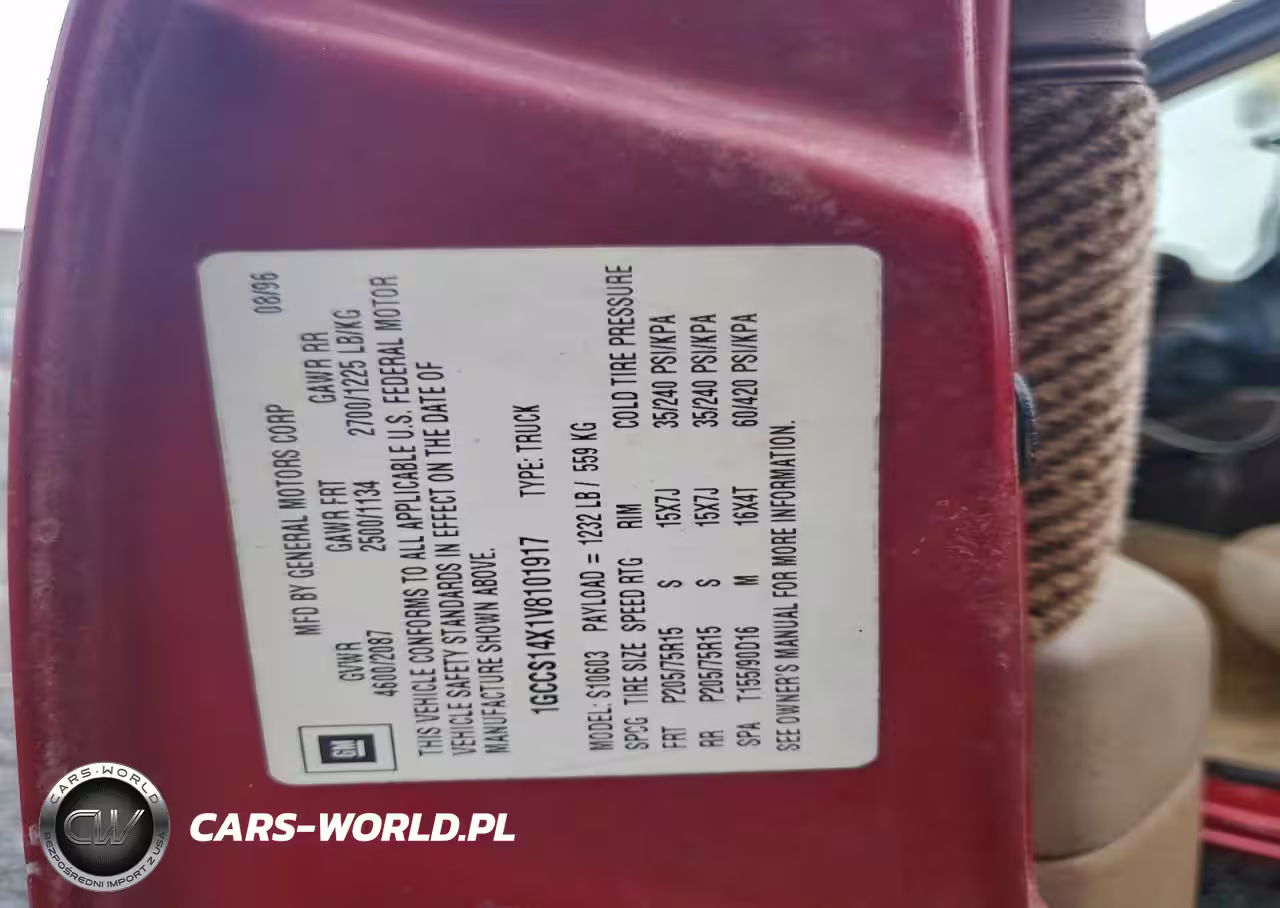 MFD BY GENERAL MOTORS CORP 08/96
GVWR GAWR FRT GAWR RR
4600/2087 2500/1134 2700/1225 LB/KG
THIS VEHICLE CONFORMS TO ALL APPLICABLE U.S. FEDERAL MOTOR
VEHICLE SAFETY STANDARDS IN EFFECT ON THE DATE OF
MANUFACTURE SHOWN ABOVE.
1GCCS14X1V8101917 TYPE: TRUCK
MODEL: S10603 PAYLOAD = 1232 LB / 559 KG
SPCG TIRE SIZE SPEED RTG RIM COLD TIRE PRESSURE
FRT P205/75R15 S 15X7J 35/240 PSI/KPA
RR P205/75R15 S 15X7J 35/240 PSI/KPA
SPA T155/90D16 M 16X4T 60/420 PSI/KPA
SEE OWNER'S MANUAL FOR MORE INFORMATION.
GM
CARS-WORLD
CW
BEZPOŚREDNI IMPORT Z USA
CARS-WORLD.PL